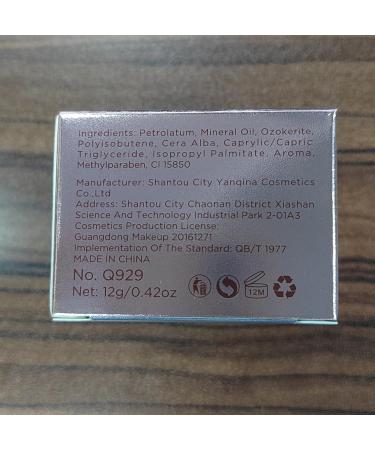 Ingredients: Petrolatum, Mineral Oil, Ozokerite,
Polyisobutene, Cera Alba, Caprylic/Capric
Triglyceride, Isopropyl Palmitate, Aroma,
Methylparaben, CI 15850
Manufacturer: Shantou City Yanqina Cosmetics
Co.,Ltd
Address: Shantou City Chaonan District Xiashan
Science And Technology Industrial Park 2-01A3
Cosmetics Production License:
Guangdong Makeup 20161271
Implementation Of The Standard: QB/T 1977
MADE IN CHINA
No. Q929
Net: 12g/0.42oz
12M